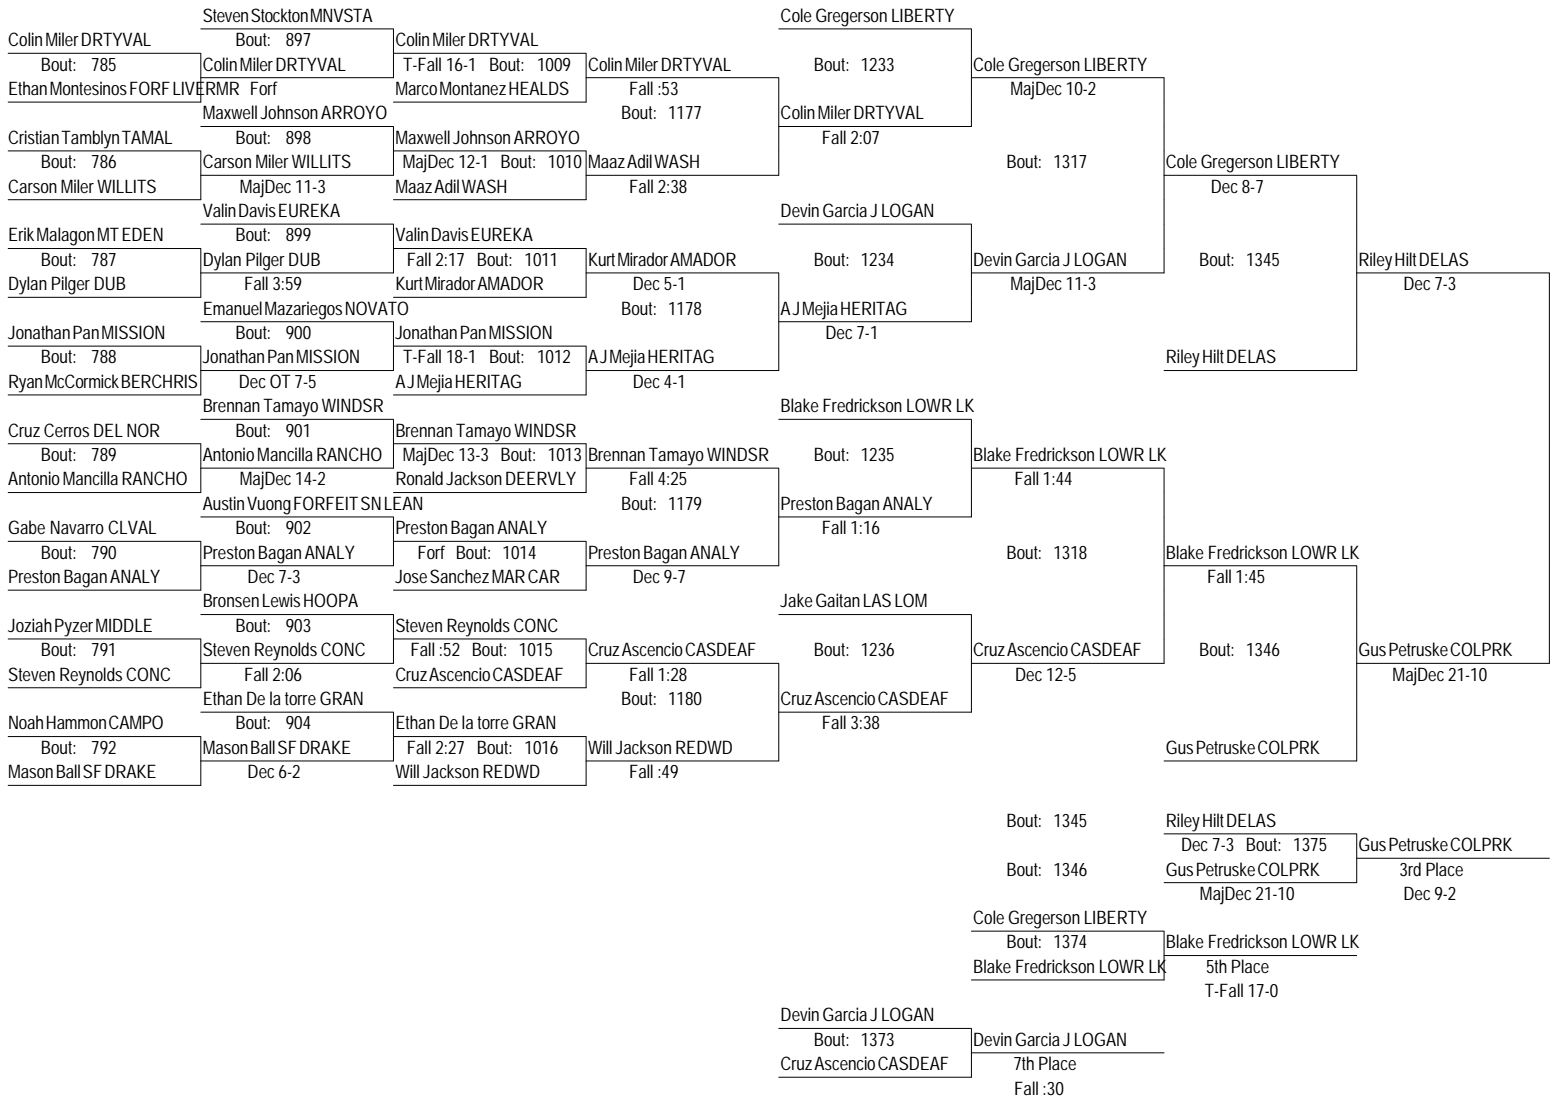 Steven Stockton MNVSTA
Cole Gregerson LIBERTY
Colin Miler DRTYVAL
Bout: 897
Colin Miler DRTYVAL
Bout: 785
Colin Miler DRTYVAL
T-Fall 16-1 Bout: 1009
Colin Miler DRTYVAL
Bout: 1233
Cole Gregerson LIBERTY
Ethan Montesinos FORF LIVERMR Forf
Marco Montanez HEALDS
Fall :53
MajDec 10-2
Maxwell Johnson ARROYO
Bout: 1177
Colin Miler DRTYVAL
Cristian Tamblyn TAMAL
Bout: 898
Maxwell Johnson ARROYO
Fall 2:07
Bout: 786
Carson Miler WILLITS
MajDec 12-1 Bout: 1010
Maaz Adil WASH
Bout: 1317
Cole Gregerson LIBERTY
Carson Miler WILLITS
MajDec 11-3
Maaz Adil WASH
Fall 2:38
Dec 8-7
Valin Davis EUREKA
Devin Garcia J LOGAN
Erik Malagon MT EDEN
Bout: 899
Valin Davis EUREKA
Bout: 787
Dylan Pilger DUB
Fall 2:17 Bout: 1011
Kurt Mirador AMADOR
Bout: 1234
Devin Garcia J LOGAN
Bout: 1345
Riley Hilt DELAS
Dylan Pilger DUB
Fall 3:59
Kurt Mirador AMADOR
Dec 5-1
MajDec 11-3
Dec 7-3
Emanuel Mazariegos NOVATO
Bout: 1178
A J Mejia HERITAG
Jonathan Pan MISSION
Bout: 900
Jonathan Pan MISSION
Dec 7-1
Bout: 788
Jonathan Pan MISSION
T-Fall 18-1 Bout: 1012
A J Mejia HERITAG
Riley Hilt DELAS
Ryan McCormick BERCHRIS
Dec OT 7-5
A J Mejia HERITAG
Dec 4-1
Brennan Tamayo WINDSR
Blake Fredrickson LOWR LK
Cruz Cerros DEL NOR
Bout: 901
Brennan Tamayo WINDSR
Bout: 789
Antonio Mancilla RANCHO
MajDec 13-3 Bout: 1013
Brennan Tamayo WINDSR
Bout: 1235
Blake Fredrickson LOWR LK
Antonio Mancilla RANCHO
MajDec 14-2
Ronald Jackson DEERVLY
Fall 4:25
Fall 1:44
Austin Vuong FORFEIT SN LEAN
Bout: 1179
Preston Bagan ANALY
Gabe Navarro CLVAL
Bout: 902
Preston Bagan ANALY
Fall 1:16
Bout: 790
Preston Bagan ANALY
Forf Bout: 1014
Preston Bagan ANALY
Bout: 1318
Blake Fredrickson LOWR LK
Preston Bagan ANALY
Dec 7-3
Jose Sanchez MAR CAR
Dec 9-7
Fall 1:45
Bronsen Lewis HOOPA
Jake Gaitan LAS LOM
Joziah Pyzer MIDDLE
Bout: 903
Steven Reynolds CONC
Bout: 791
Steven Reynolds CONC
Fall :52 Bout: 1015
Cruz Ascencio CASDEAF
Bout: 1236
Cruz Ascencio CASDEAF
Bout: 1346
Gus Petruske COLPRK
Steven Reynolds CONC
Fall 2:06
Cruz Ascencio CASDEAF
Fall 1:28
Dec 12-5
MajDec 21-10
Ethan De la torre GRAN
Bout: 1180
Cruz Ascencio CASDEAF
Noah Hammon CAMPO
Bout: 904
Ethan De la torre GRAN
Fall 3:38
Bout: 792
Mason Ball SF DRAKE
Fall 2:27 Bout: 1016
Will Jackson REDWD
Gus Petruske COLPRK
Mason Ball SF DRAKE
Dec 6-2
Will Jackson REDWD
Fall :49
Bout: 1345
Riley Hilt DELAS
Dec 7-3 Bout: 1375
Gus Petruske COLPRK
Bout: 1346
Gus Petruske COLPRK
3rd Place
MajDec 21-10
Dec 9-2
Cole Gregerson LIBERTY
Bout: 1374
Blake Fredrickson LOWR LK
Blake Fredrickson LOWR LK
5th Place
T-Fall 17-0
Devin Garcia J LOGAN
Bout: 1373
Devin Garcia J LOGAN
Cruz Ascencio CASDEAF
7th Place
Fall :30